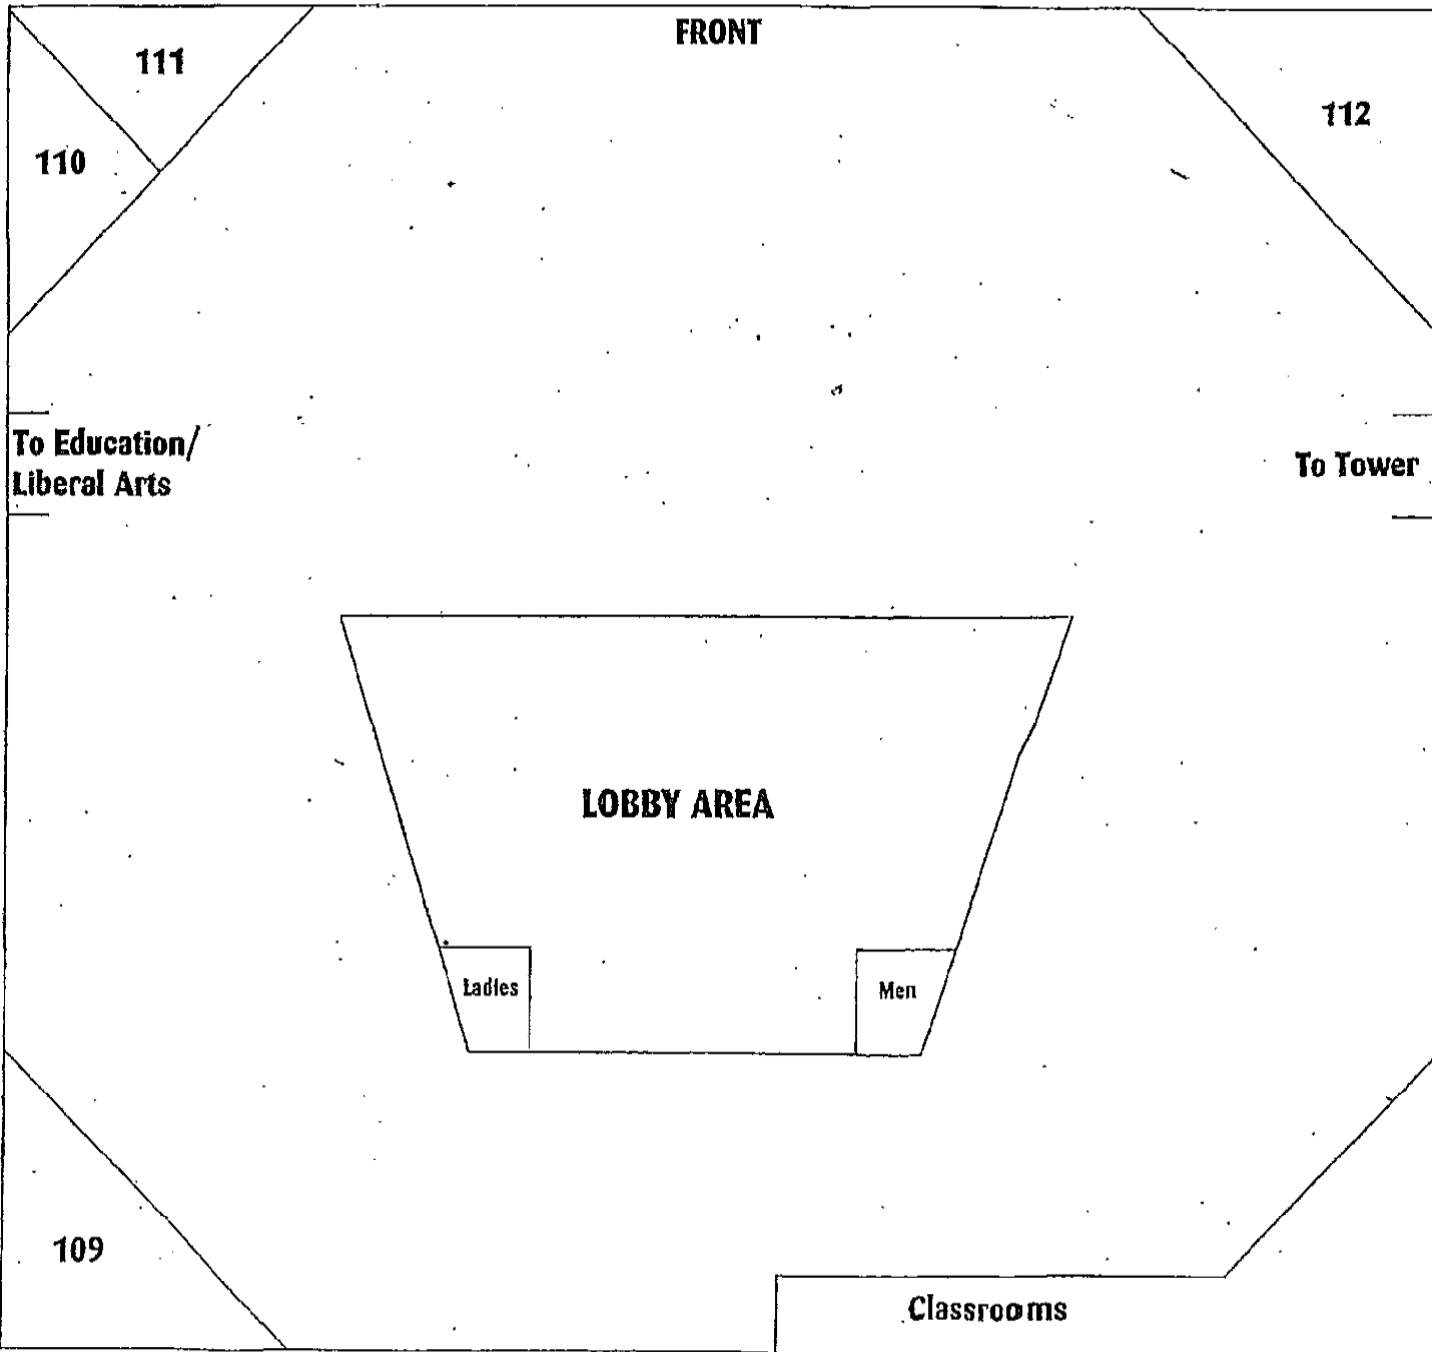 FRONT
111
112
110
To Education/
Liberal Arts
To Tower
LOBBY AREA
Ladies
Men
109
Classrooms